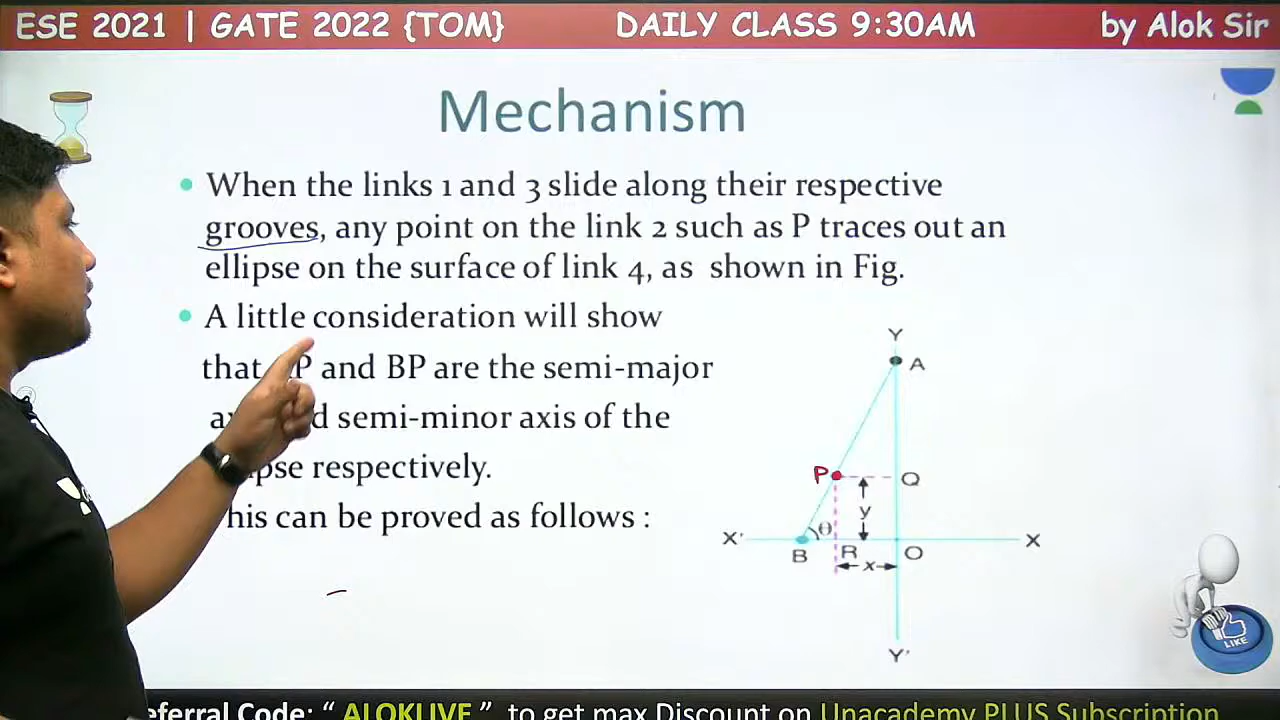 ESE 2021 | GATE 2022 {TOM} DAILY CLASS 9:30AM by Alok Sir
Mechanism
• When the links 1 and 3 slide along their respective
grooves, any point on the link 2 such as P traces out an
ellipse on the surface of link 4, as shown in Fig.
• A little consideration will show
that and BP are the semi-major
semi-minor axis of the
respectively.
can be proved as follows :
Y
A
P
Q
y
θ
X'
B
R
O
X
x
Y'
LIKE
Code: “ ALOKLIVE ” to get max Discount on Unacademy PLUS Subscription